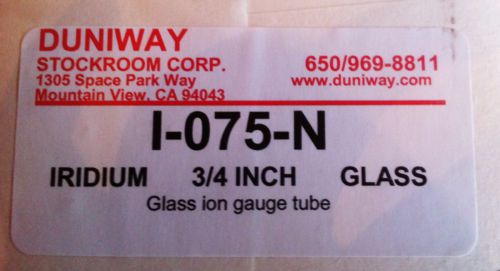 DUNIWAY
STOCKROOM CORP. 650/969-8811
1305 Space Park Way www.duniway.com
Mountain View, CA 94043
I-075-N
IRIDIUM 3/4 INCH GLASS
Glass ion gauge tube